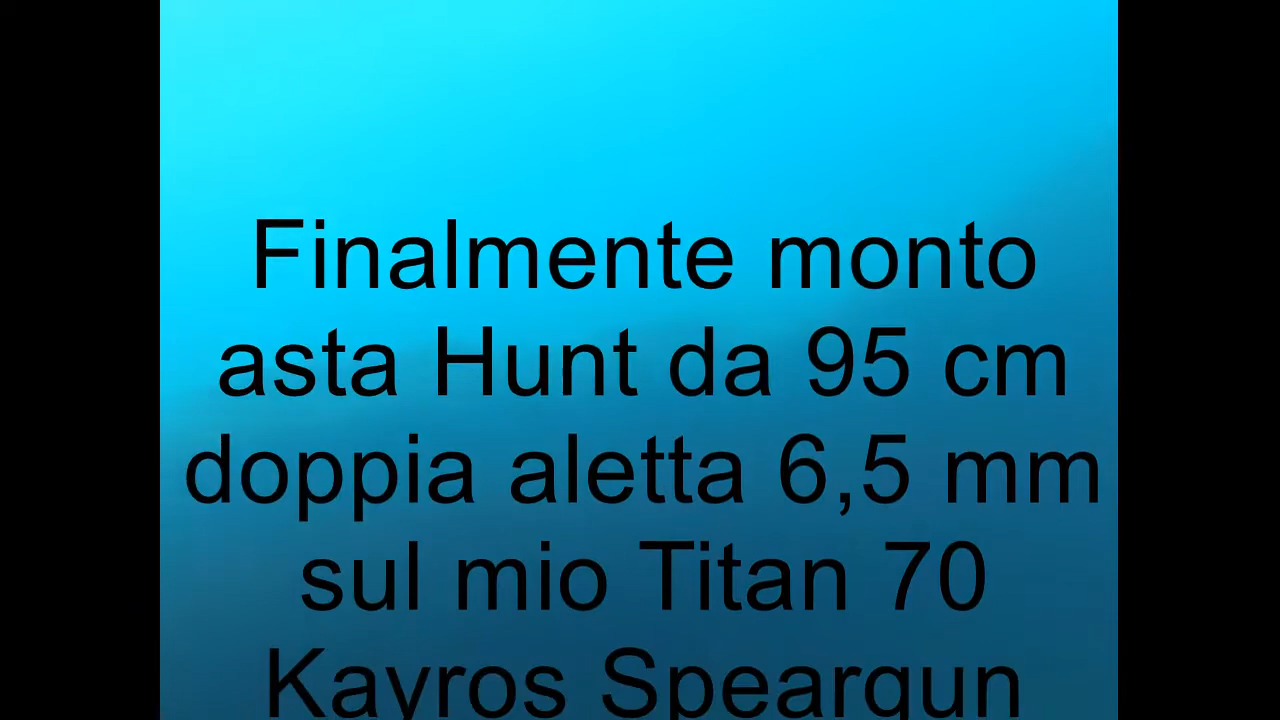 Finalmente monto
asta Hunt da 95 cm
doppia aletta 6,5 mm
sul mio Titan 70
Kayros Speargun